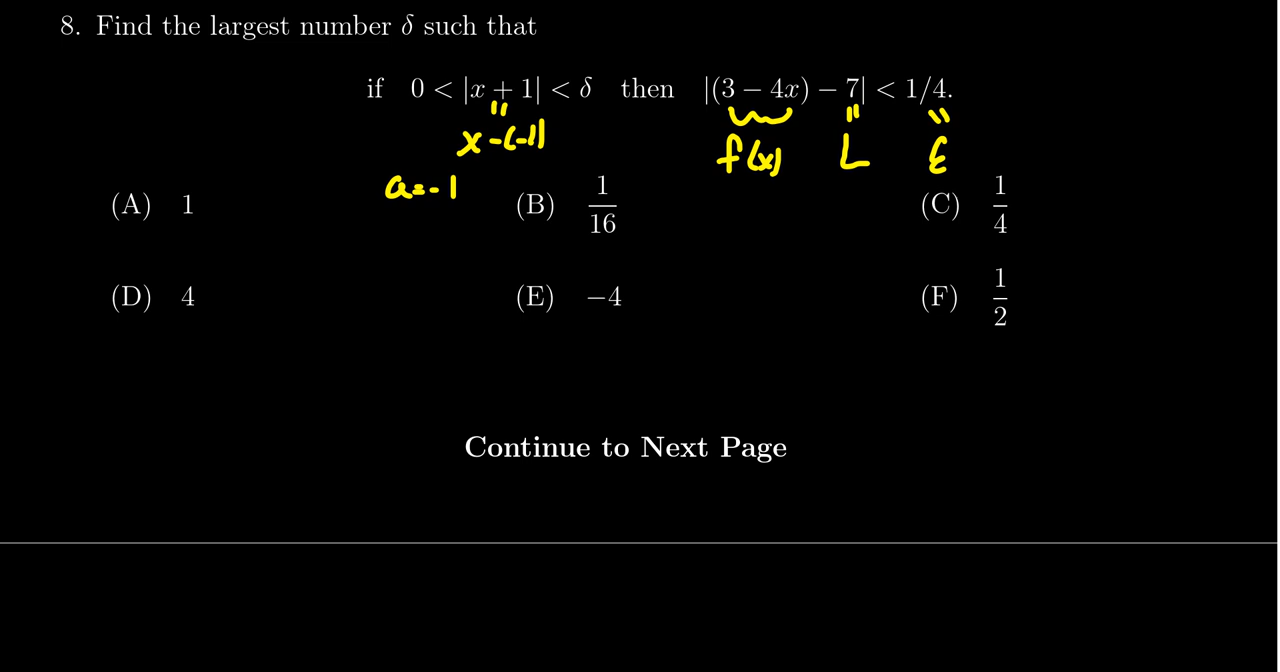 8. Find the largest number δ such that
if 0 < |x + 1| < δ then |(3 − 4x) − 7| < 1/4.
" " "
x -(-1) f(x) L ε
a=-1
(A) 1 (B) 1/16 (C) 1/4
(D) 4 (E) −4 (F) 1/2
Continue to Next Page